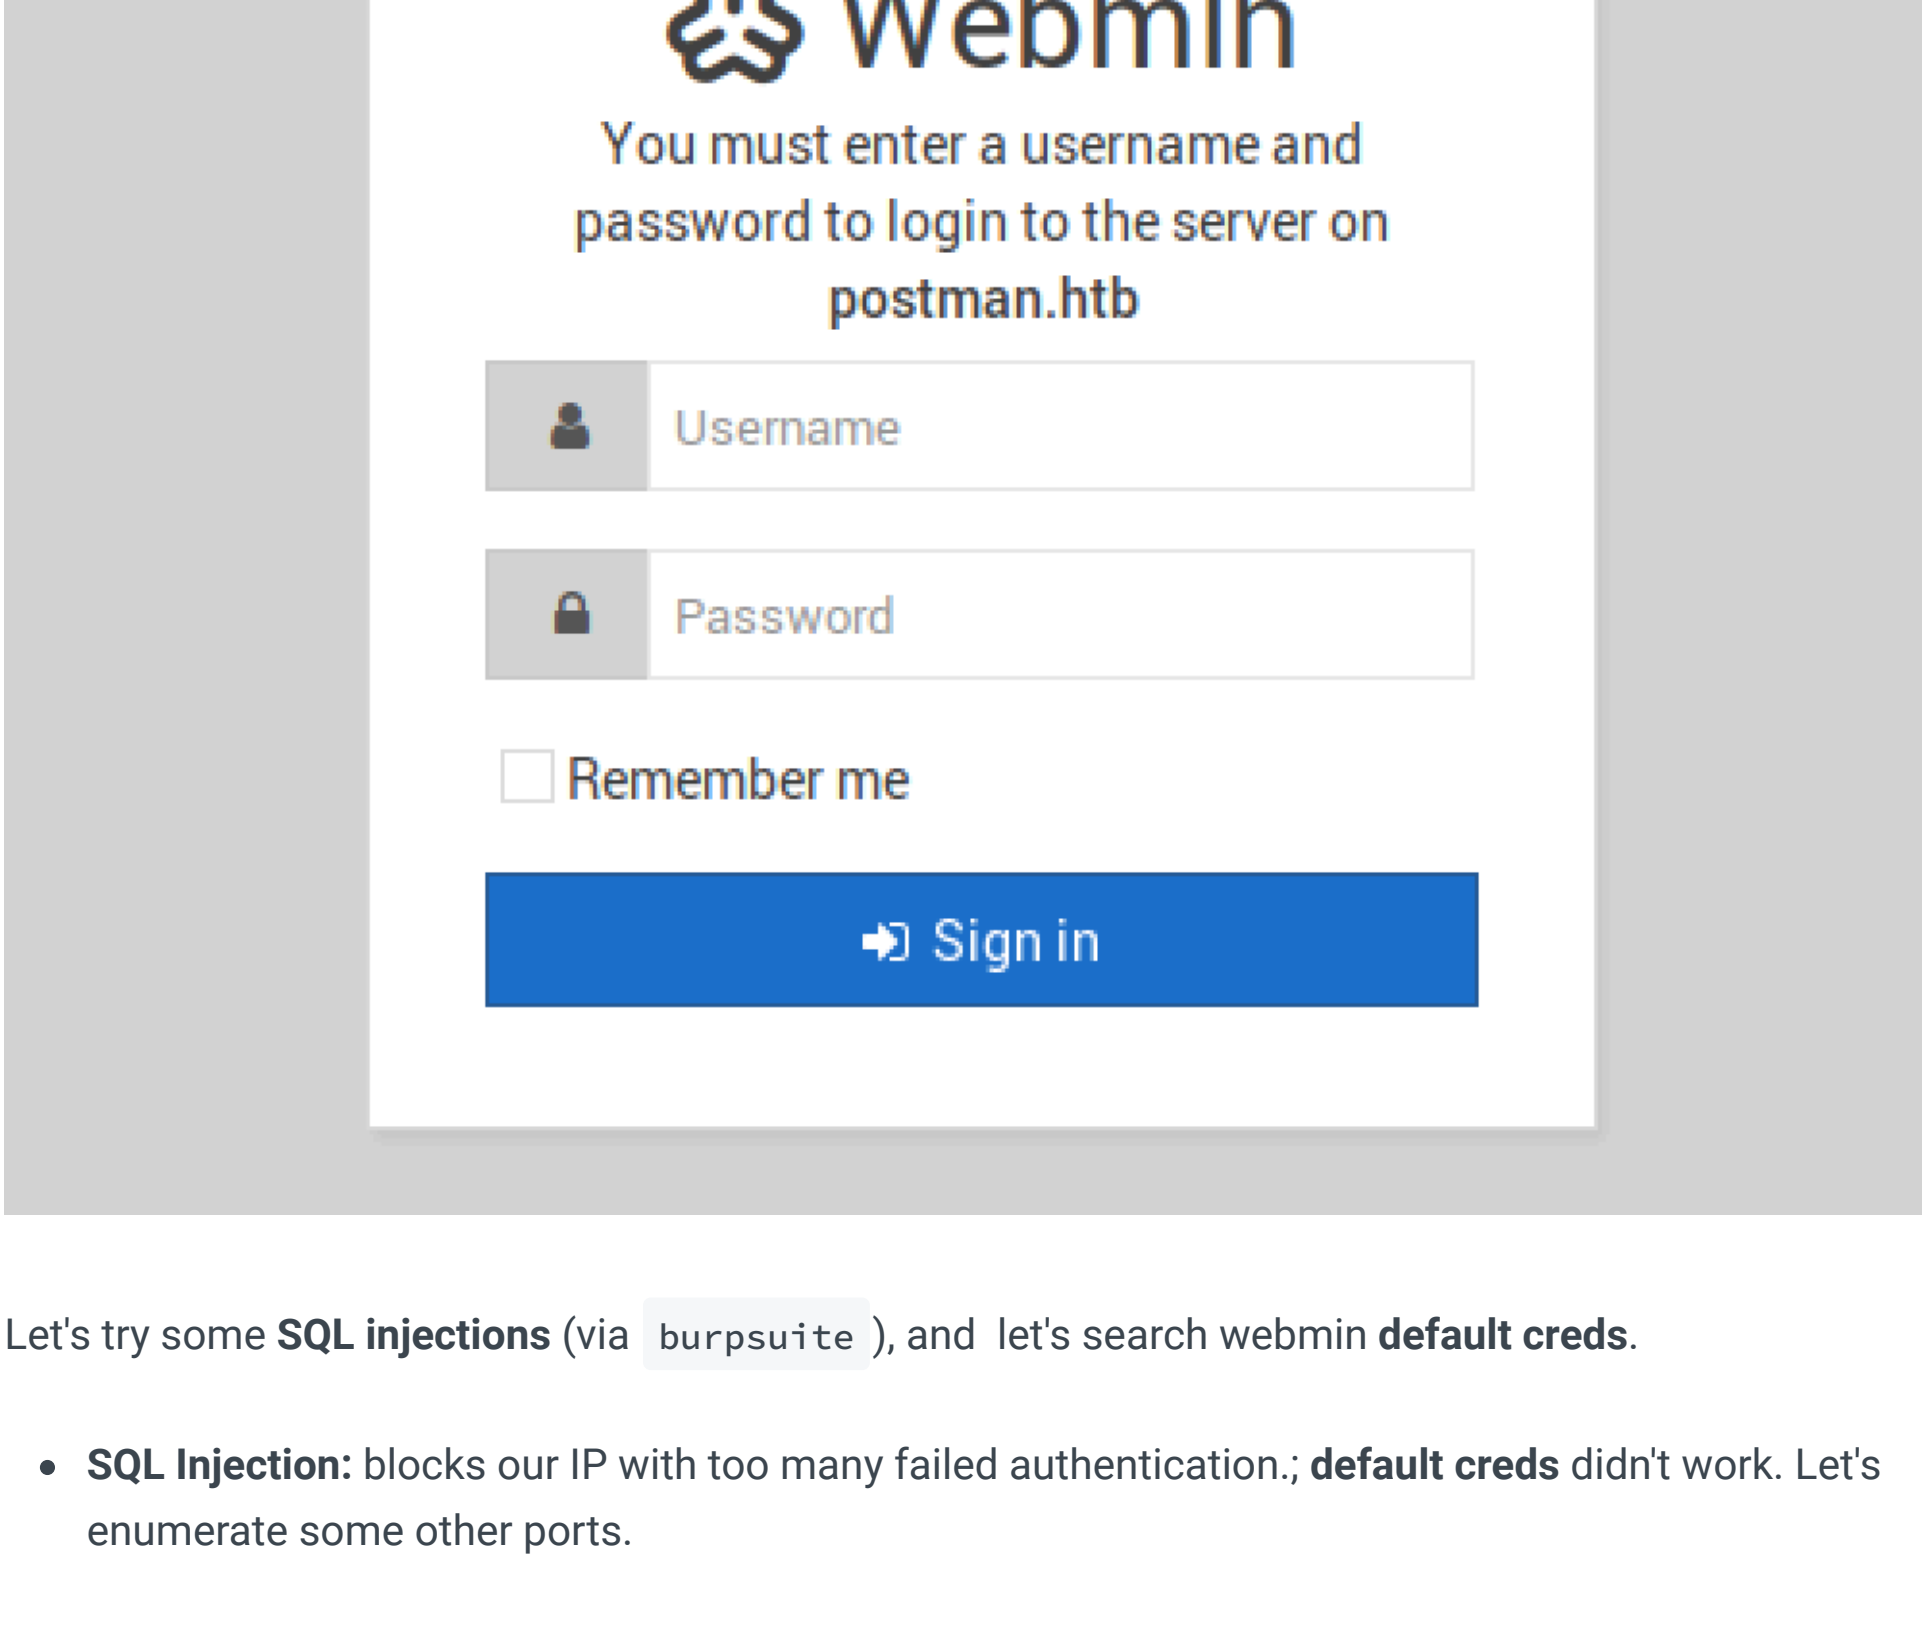 Webmin
You must enter a username and
password to login to the server on
postman.htb
Username
Password
Remember me
Sign in
Let's try some SQL injections (via burpsuite ), and let's search webmin default creds.
SQL Injection: blocks our IP with too many failed authentication.; default creds didn't work. Let's
enumerate some other ports.